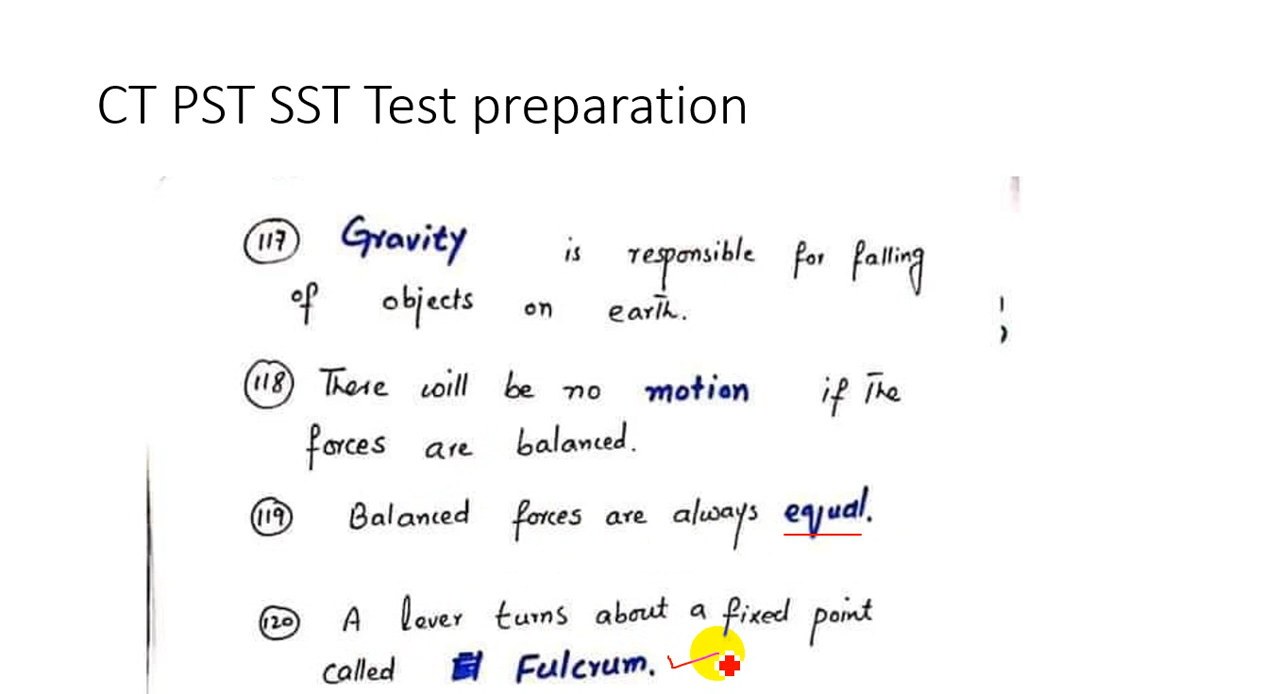 CT PST SST Test preparation
117 Gravity is responsible for falling
of objects on earth.
118 There will be no motion if The
forces are balanced.
119 Balanced forces are always equal.
120 A lever turns about a fixed point
called Fulcrum.